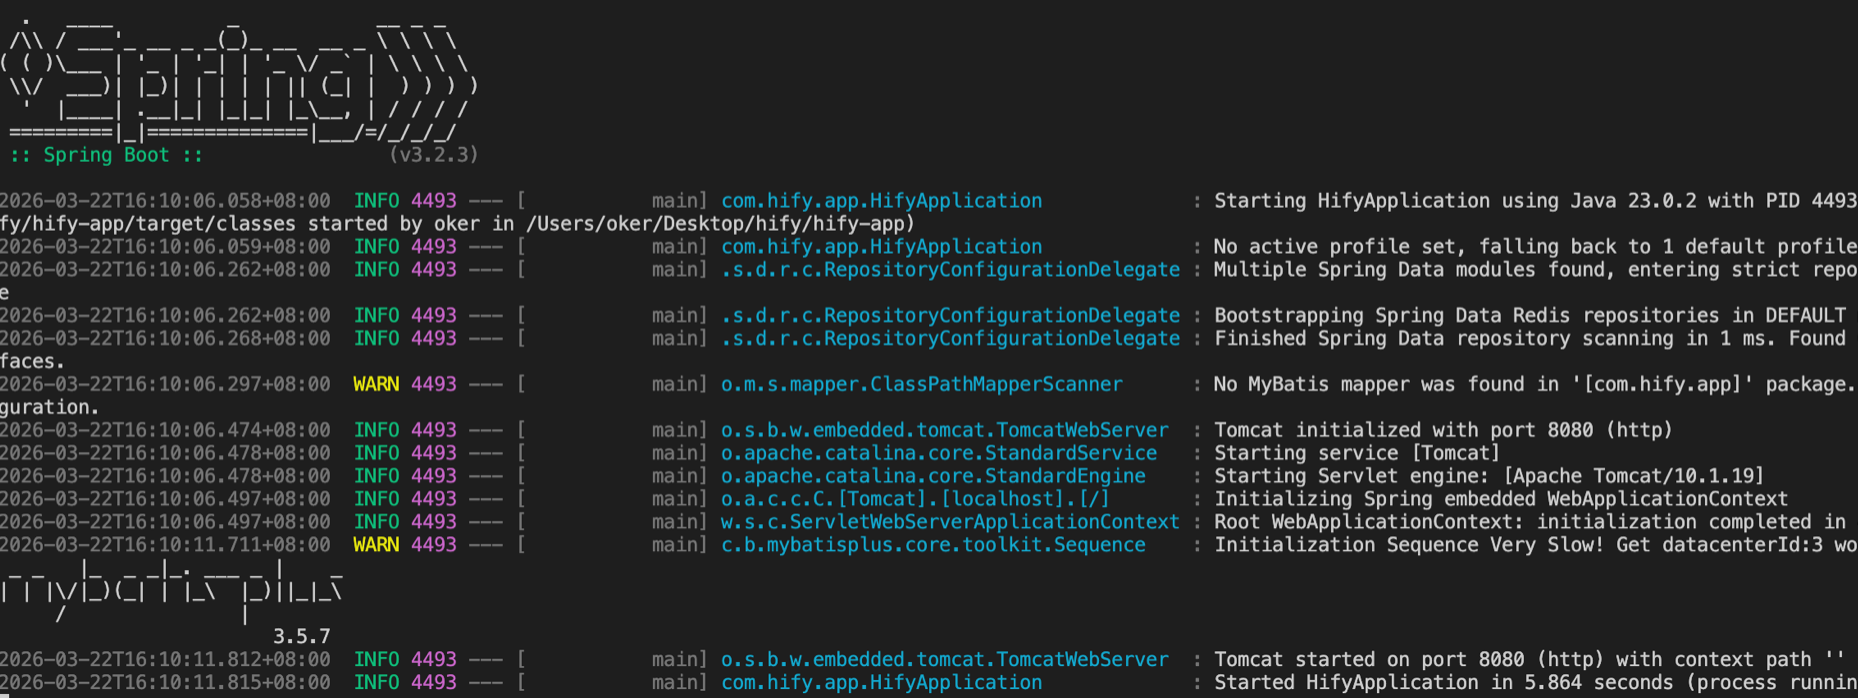 .   ____          _            __ _ _
 /\\ / ___'_ __ _ _(_)_ __  __ _ \ \ \ \
( ( )\___ | '_ | '_| | '_ \/ _` | \ \ \ \
 \\/  ___)| |_)| | | | | || (_| |  ) ) ) )
  '  |____| .__|_| |_|_| |_\__, | / / / /
 =========|_|==============|___/=/_/_/_/
 :: Spring Boot ::                (v3.2.3)
2026-03-22T16:10:06.058+08:00  INFO 4493 --- [           main] com.hify.app.HifyApplication             : Starting HifyApplication using Java 23.0.2 with PID 4493
fy/hify-app/target/classes started by oker in /Users/oker/Desktop/hify/hify-app)
2026-03-22T16:10:06.059+08:00  INFO 4493 --- [           main] com.hify.app.HifyApplication             : No active profile set, falling back to 1 default profile
2026-03-22T16:10:06.262+08:00  INFO 4493 --- [           main] .s.d.r.c.RepositoryConfigurationDelegate : Multiple Spring Data modules found, entering strict repo
e
2026-03-22T16:10:06.262+08:00  INFO 4493 --- [           main] .s.d.r.c.RepositoryConfigurationDelegate : Bootstrapping Spring Data Redis repositories in DEFAULT
2026-03-22T16:10:06.268+08:00  INFO 4493 --- [           main] .s.d.r.c.RepositoryConfigurationDelegate : Finished Spring Data repository scanning in 1 ms. Found
faces.
2026-03-22T16:10:06.297+08:00  WARN 4493 --- [           main] o.m.s.mapper.ClassPathMapperScanner      : No MyBatis mapper was found in '[com.hify.app]' package.
guration.
2026-03-22T16:10:06.474+08:00  INFO 4493 --- [           main] o.s.b.w.embedded.tomcat.TomcatWebServer  : Tomcat initialized with port 8080 (http)
2026-03-22T16:10:06.478+08:00  INFO 4493 --- [           main] o.apache.catalina.core.StandardService   : Starting service [Tomcat]
2026-03-22T16:10:06.478+08:00  INFO 4493 --- [           main] o.apache.catalina.core.StandardEngine    : Starting Servlet engine: [Apache Tomcat/10.1.19]
2026-03-22T16:10:06.497+08:00  INFO 4493 --- [           main] o.a.c.c.C.[Tomcat].[localhost].[/]       : Initializing Spring embedded WebApplicationContext
2026-03-22T16:10:06.497+08:00  INFO 4493 --- [           main] w.s.c.ServletWebServerApplicationContext : Root WebApplicationContext: initialization completed in
2026-03-22T16:10:11.711+08:00  WARN 4493 --- [           main] c.b.mybatisplus.core.toolkit.Sequence    : Initialization Sequence Very Slow! Get datacenterId:3 wo
 _ _   |_  _ _|_. ___ _ |    _
| | |\/|_)(_| | |_\  |_)||_|_\
     /               |
                        3.5.7
2026-03-22T16:10:11.812+08:00  INFO 4493 --- [           main] o.s.b.w.embedded.tomcat.TomcatWebServer  : Tomcat started on port 8080 (http) with context path ''
2026-03-22T16:10:11.815+08:00  INFO 4493 --- [           main] com.hify.app.HifyApplication             : Started HifyApplication in 5.864 seconds (process runnin